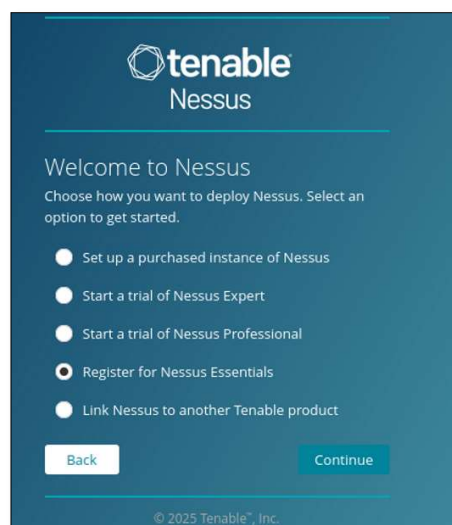 tenable
Nessus
Welcome to Nessus
Choose how you want to deploy Nessus. Select an
option to get started.
Set up a purchased instance of Nessus
Start a trial of Nessus Expert
Start a trial of Nessus Professional
Register for Nessus Essentials
Link Nessus to another Tenable product
Back Continue
© 2025 Tenable™, Inc.